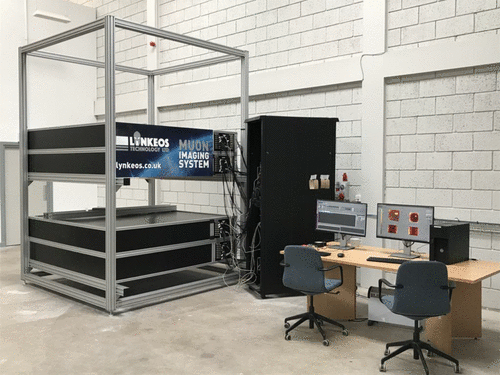 LYNKEOS
TECHNOLOGY LTD
lynkeos.co.uk
MUON
IMAGING
SYSTEM